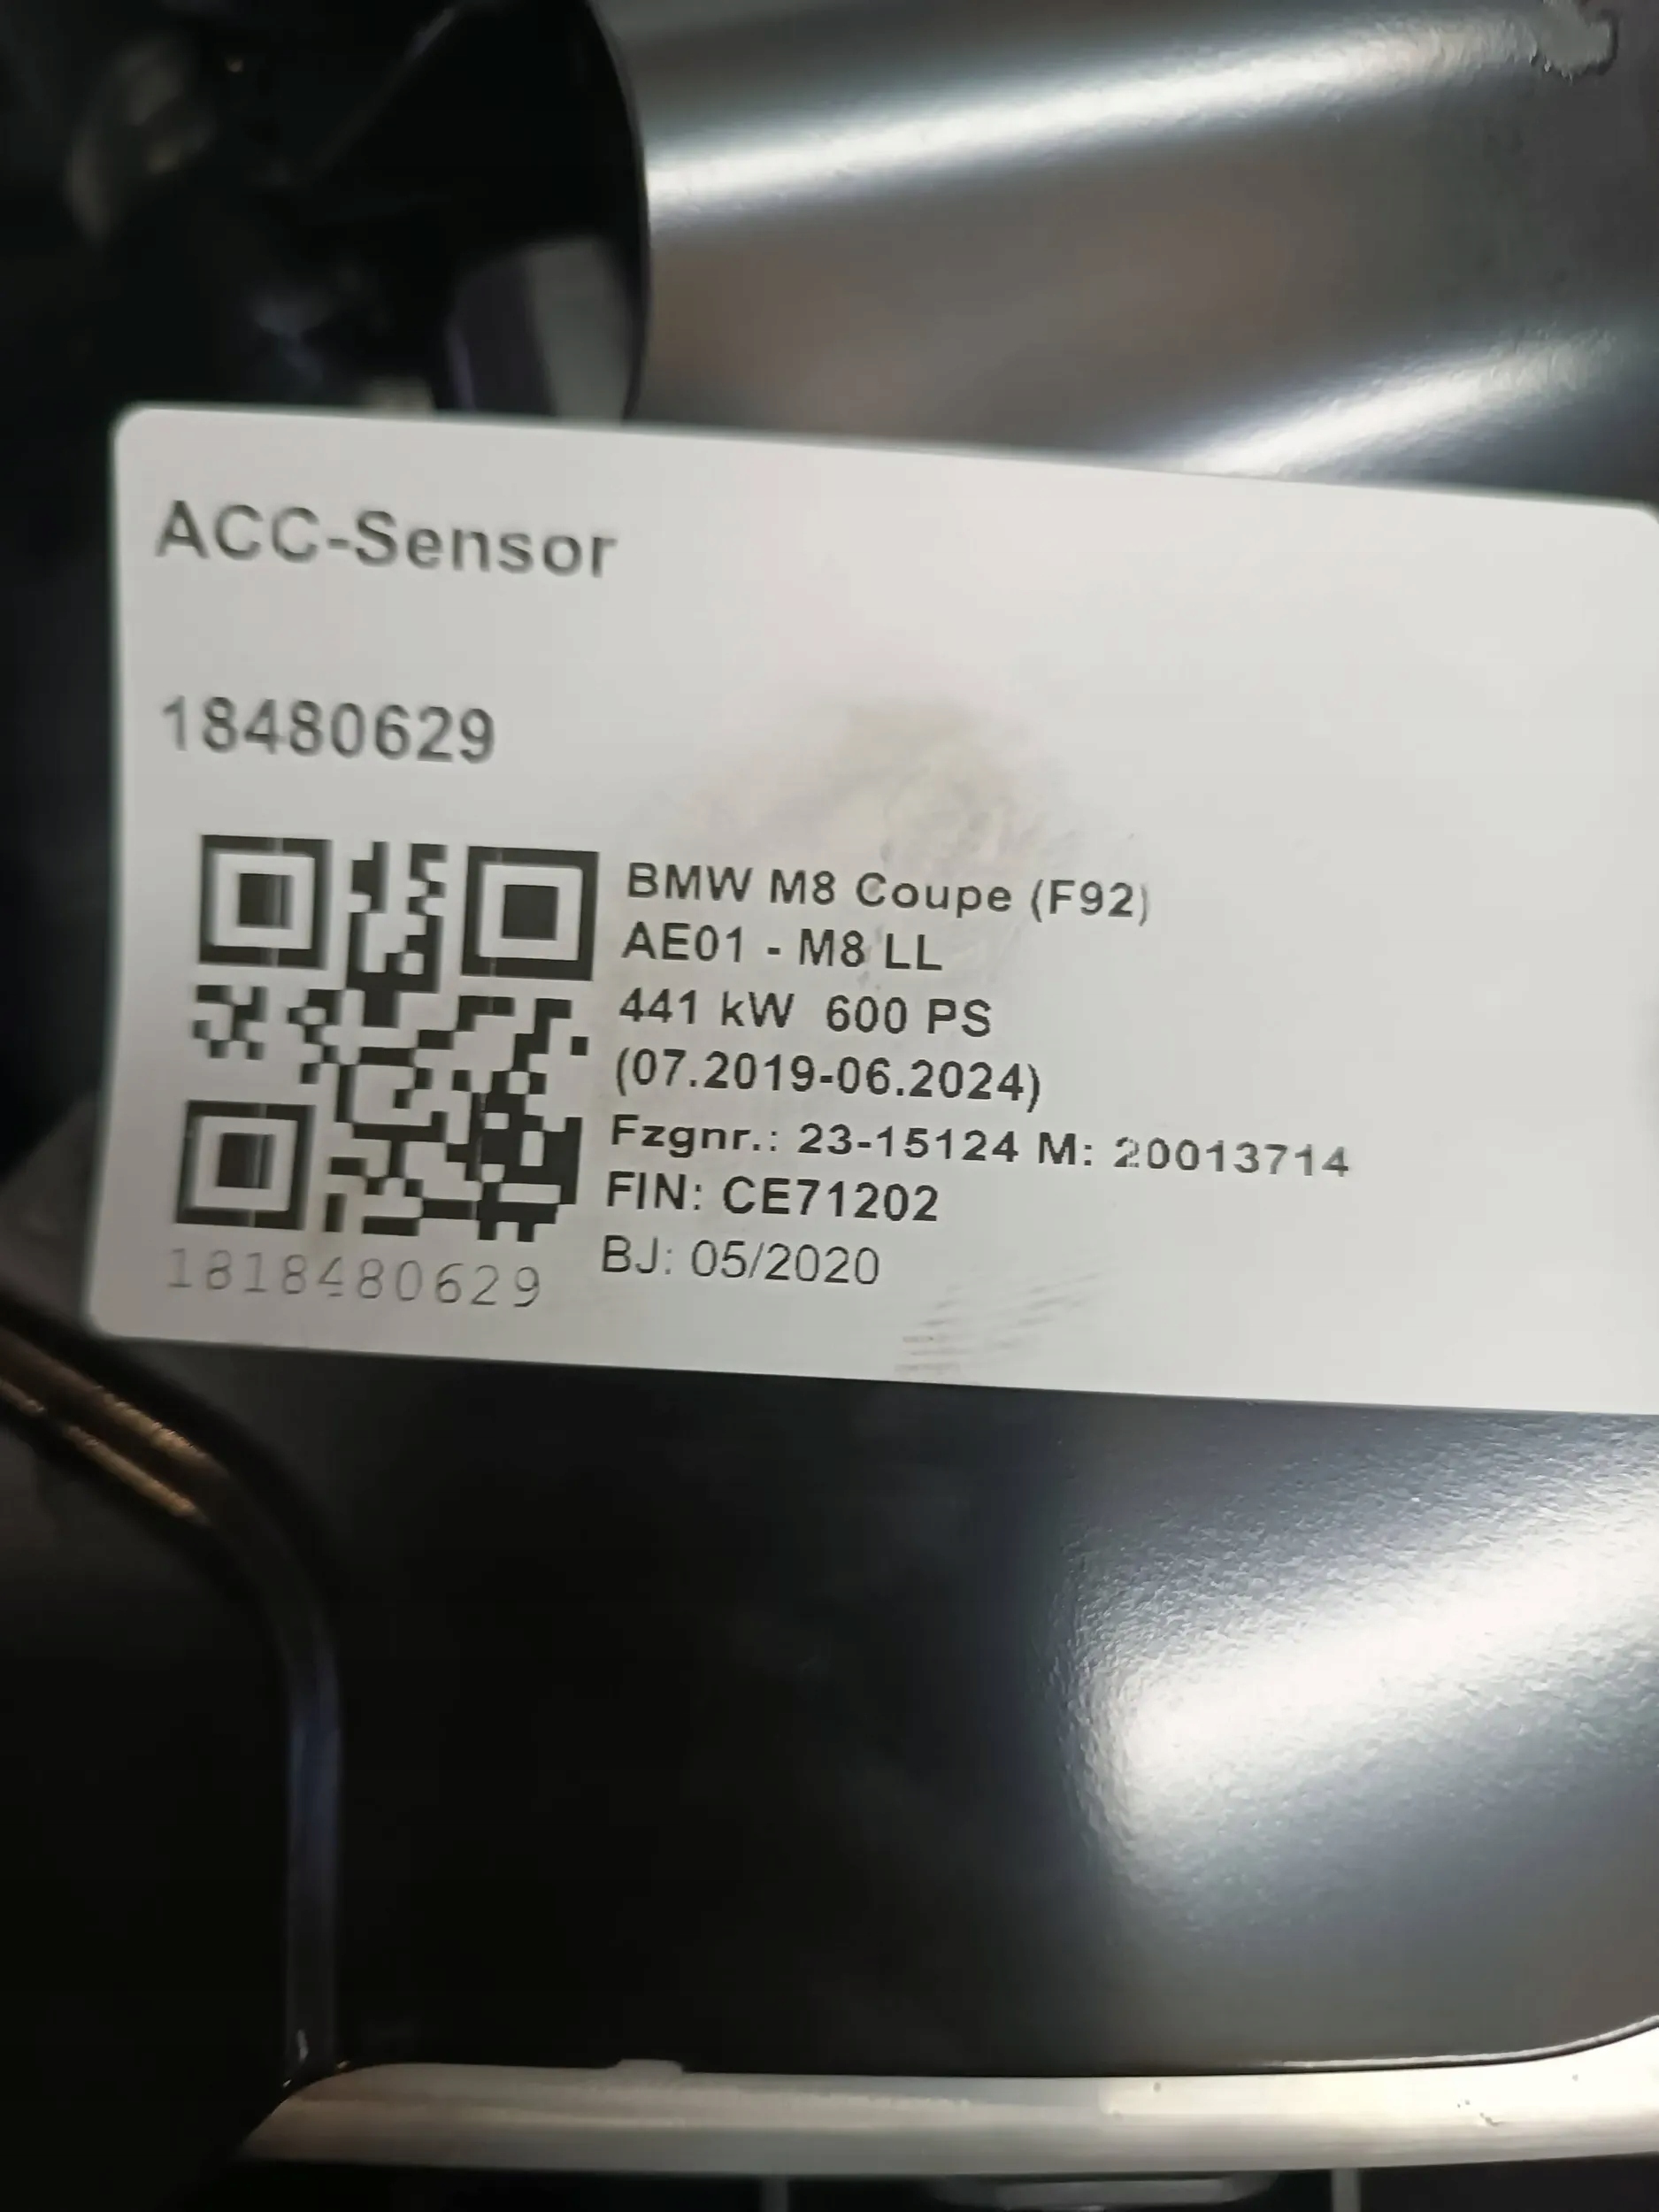 ACC-Sensor
18480629
BMW M8 Coupe (F92)
AE01 - M8 LL
441 kW 600 PS
(07.2019-06.2024)
Fzgnr.: 23-15124 M: 20013714
FIN: CE71202
BJ: 05/2020
1818480629